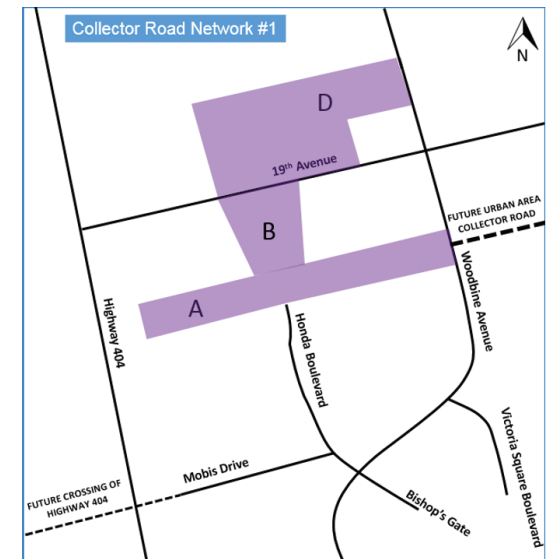 Collector Road Network #1
N
D
19th Avenue
B
FUTURE URBAN AREA
COLLECTOR ROAD
A
Highway 404
Honda Boulevard
Woodbine Avenue
Mobis Drive
Victoria Square Boulevard
FUTURE CROSSING OF
HIGHWAY 404
Bishop's Gate